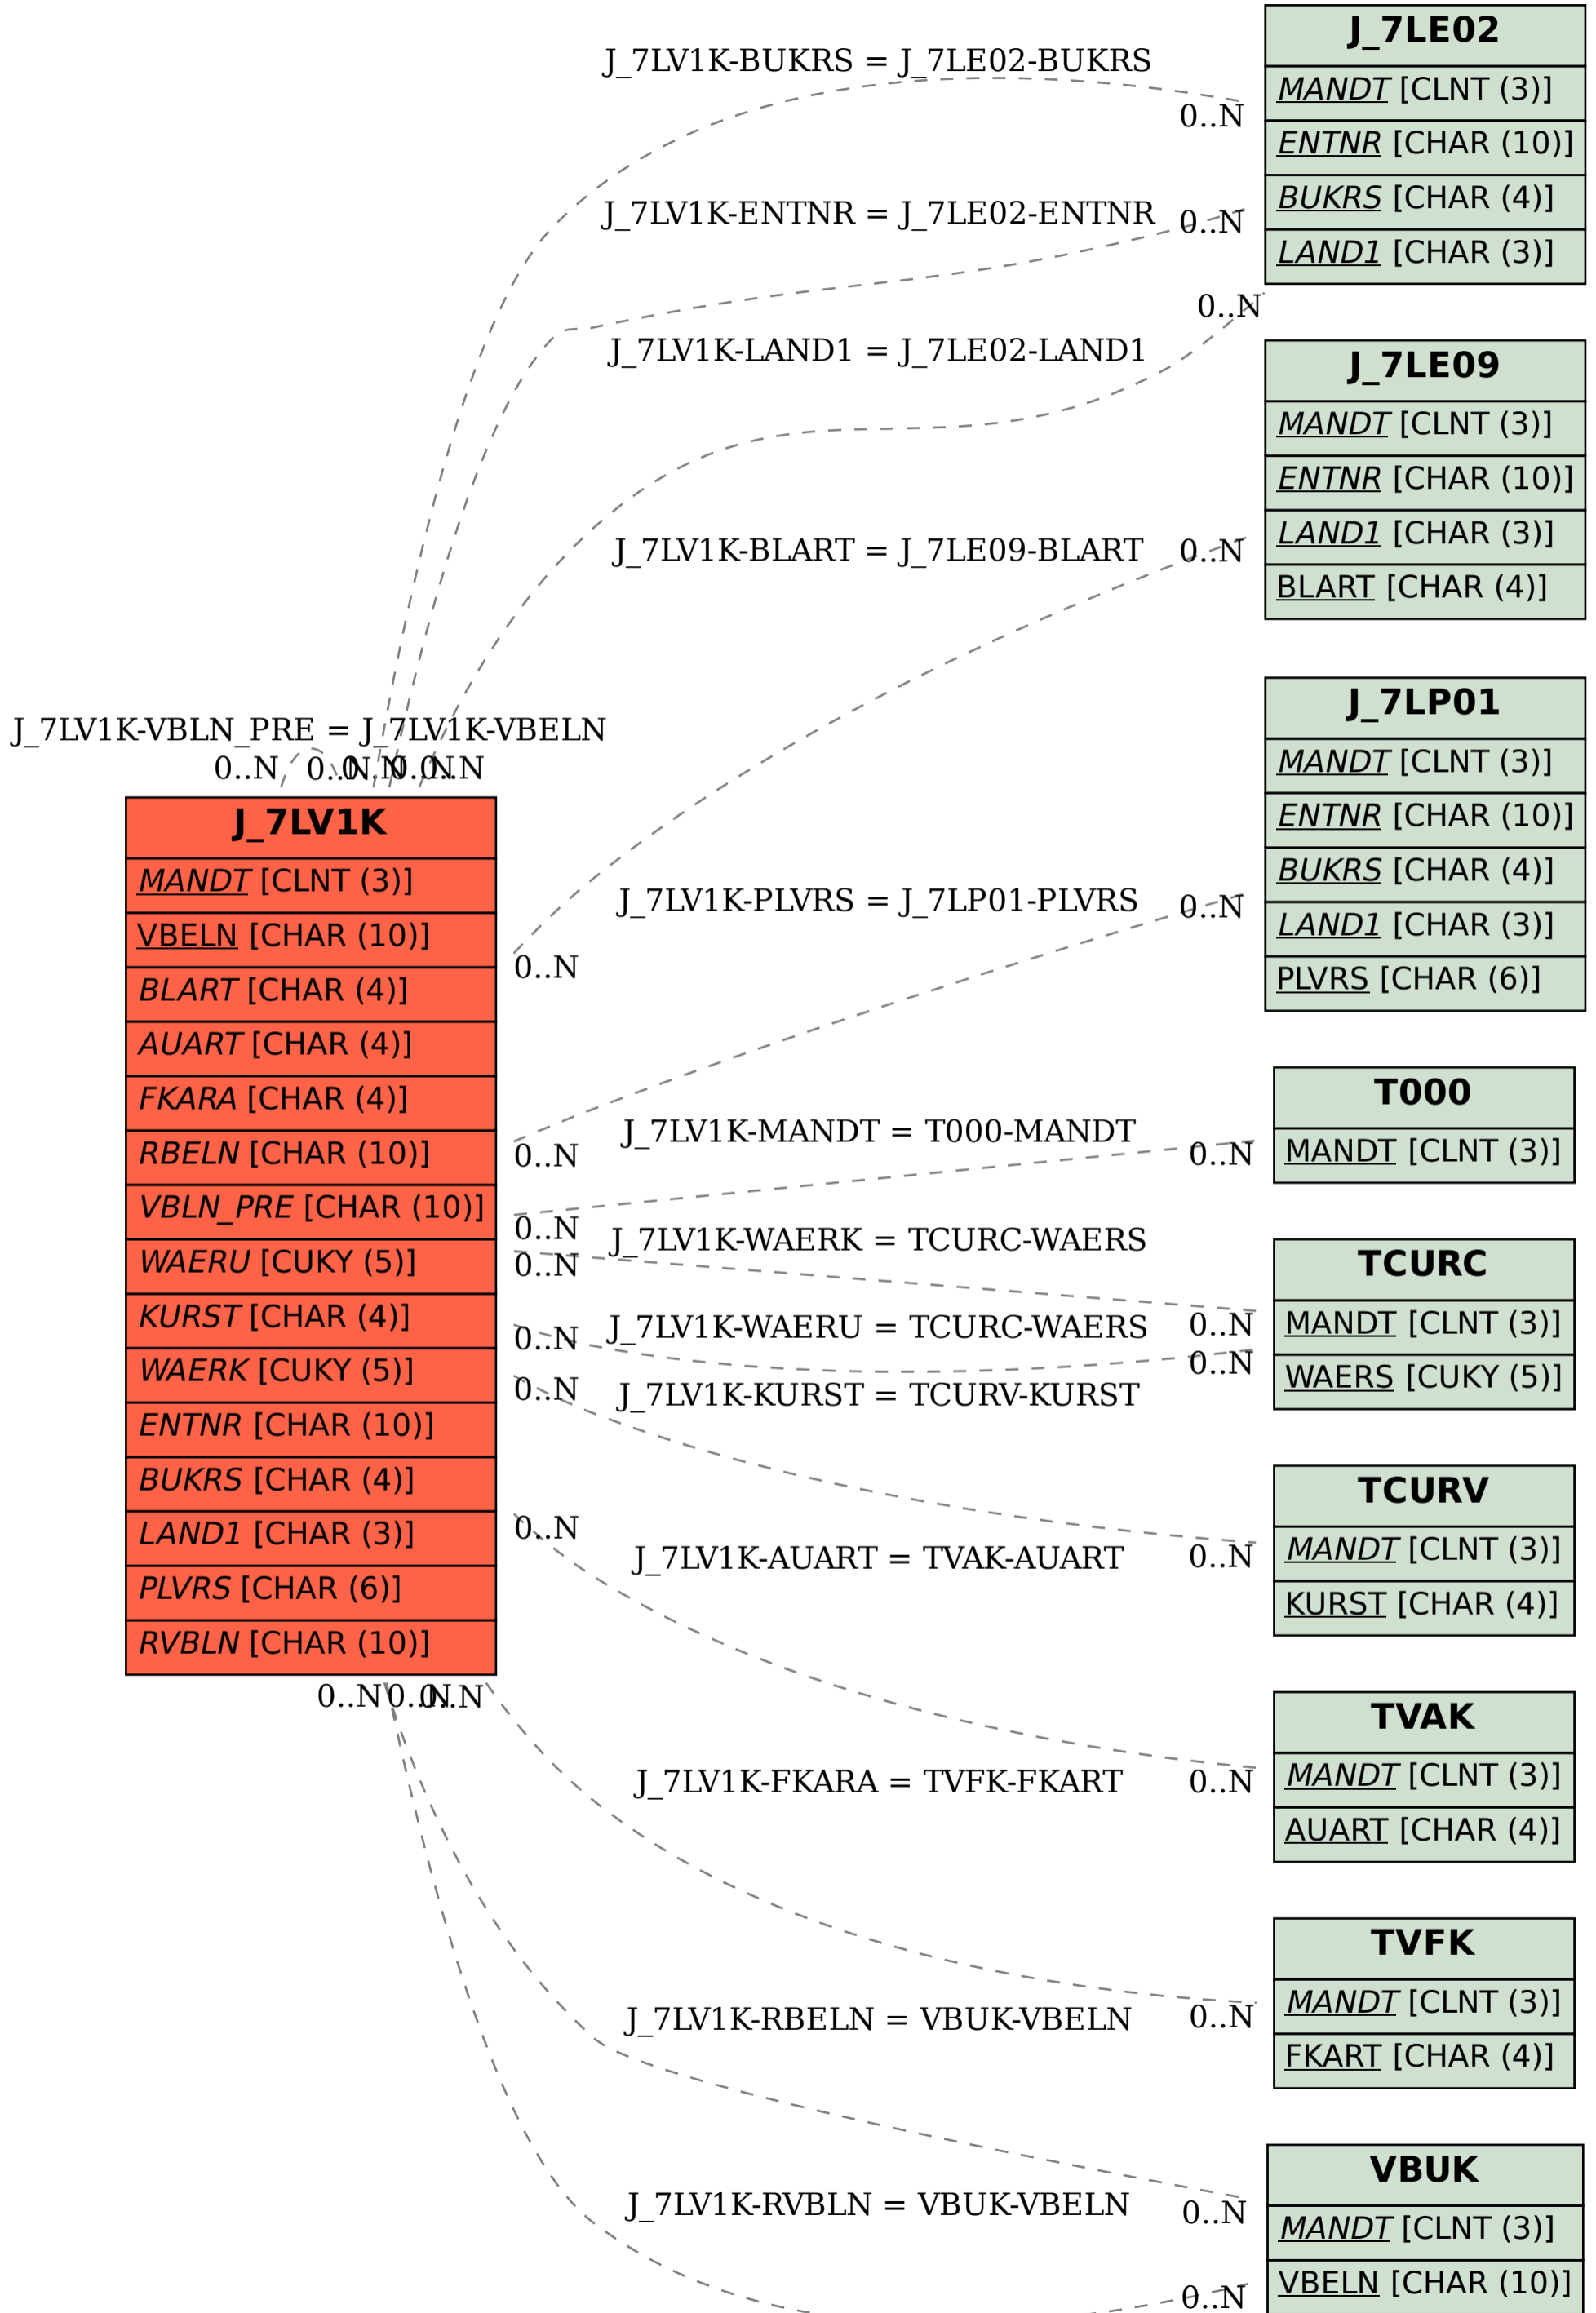 J_7LE02
MANDT [CLNT (3)]
ENTNR [CHAR (10)]
BUKRS [CHAR (4)]
LAND1 [CHAR (3)]
J_7LV1K-BUKRS = J_7LE02-BUKRS
0..N
J_7LV1K-ENTNR = J_7LE02-ENTNR
0..N
J_7LV1K-LAND1 = J_7LE02-LAND1
0..N
J_7LE09
MANDT [CLNT (3)]
ENTNR [CHAR (10)]
LAND1 [CHAR (3)]
BLART [CHAR (4)]
J_7LV1K-BLART = J_7LE09-BLART
0..N
J_7LP01
MANDT [CLNT (3)]
ENTNR [CHAR (10)]
BUKRS [CHAR (4)]
LAND1 [CHAR (3)]
PLVRS [CHAR (6)]
J_7LV1K-VBLN_PRE = J_7LV1K-VBELN
0..N
0..N
0..N
0..N
0..N
J_7LV1K
MANDT [CLNT (3)]
VBELN [CHAR (10)]
BLART [CHAR (4)]
AUART [CHAR (4)]
FKARA [CHAR (4)]
RBELN [CHAR (10)]
VBLN_PRE [CHAR (10)]
WAERU [CUKY (5)]
KURST [CHAR (4)]
WAERK [CUKY (5)]
ENTNR [CHAR (10)]
BUKRS [CHAR (4)]
LAND1 [CHAR (3)]
PLVRS [CHAR (6)]
RVBLN [CHAR (10)]
0..N
J_7LV1K-PLVRS = J_7LP01-PLVRS
0..N
0..N
J_7LV1K-MANDT = T000-MANDT
0..N
0..N
T000
MANDT [CLNT (3)]
J_7LV1K-WAERK = TCURC-WAERS
0..N
0..N
J_7LV1K-WAERU = TCURC-WAERS
0..N
0..N
TCURC
MANDT [CLNT (3)]
WAERS [CUKY (5)]
J_7LV1K-KURST = TCURV-KURST
0..N
0..N
TCURV
MANDT [CLNT (3)]
KURST [CHAR (4)]
J_7LV1K-AUART = TVAK-AUART
0..N
0..N
TVAK
MANDT [CLNT (3)]
AUART [CHAR (4)]
0..N
0..N
0..N
J_7LV1K-FKARA = TVFK-FKART
0..N
TVFK
MANDT [CLNT (3)]
FKART [CHAR (4)]
J_7LV1K-RBELN = VBUK-VBELN
0..N
J_7LV1K-RVBLN = VBUK-VBELN
0..N
VBUK
MANDT [CLNT (3)]
VBELN [CHAR (10)]